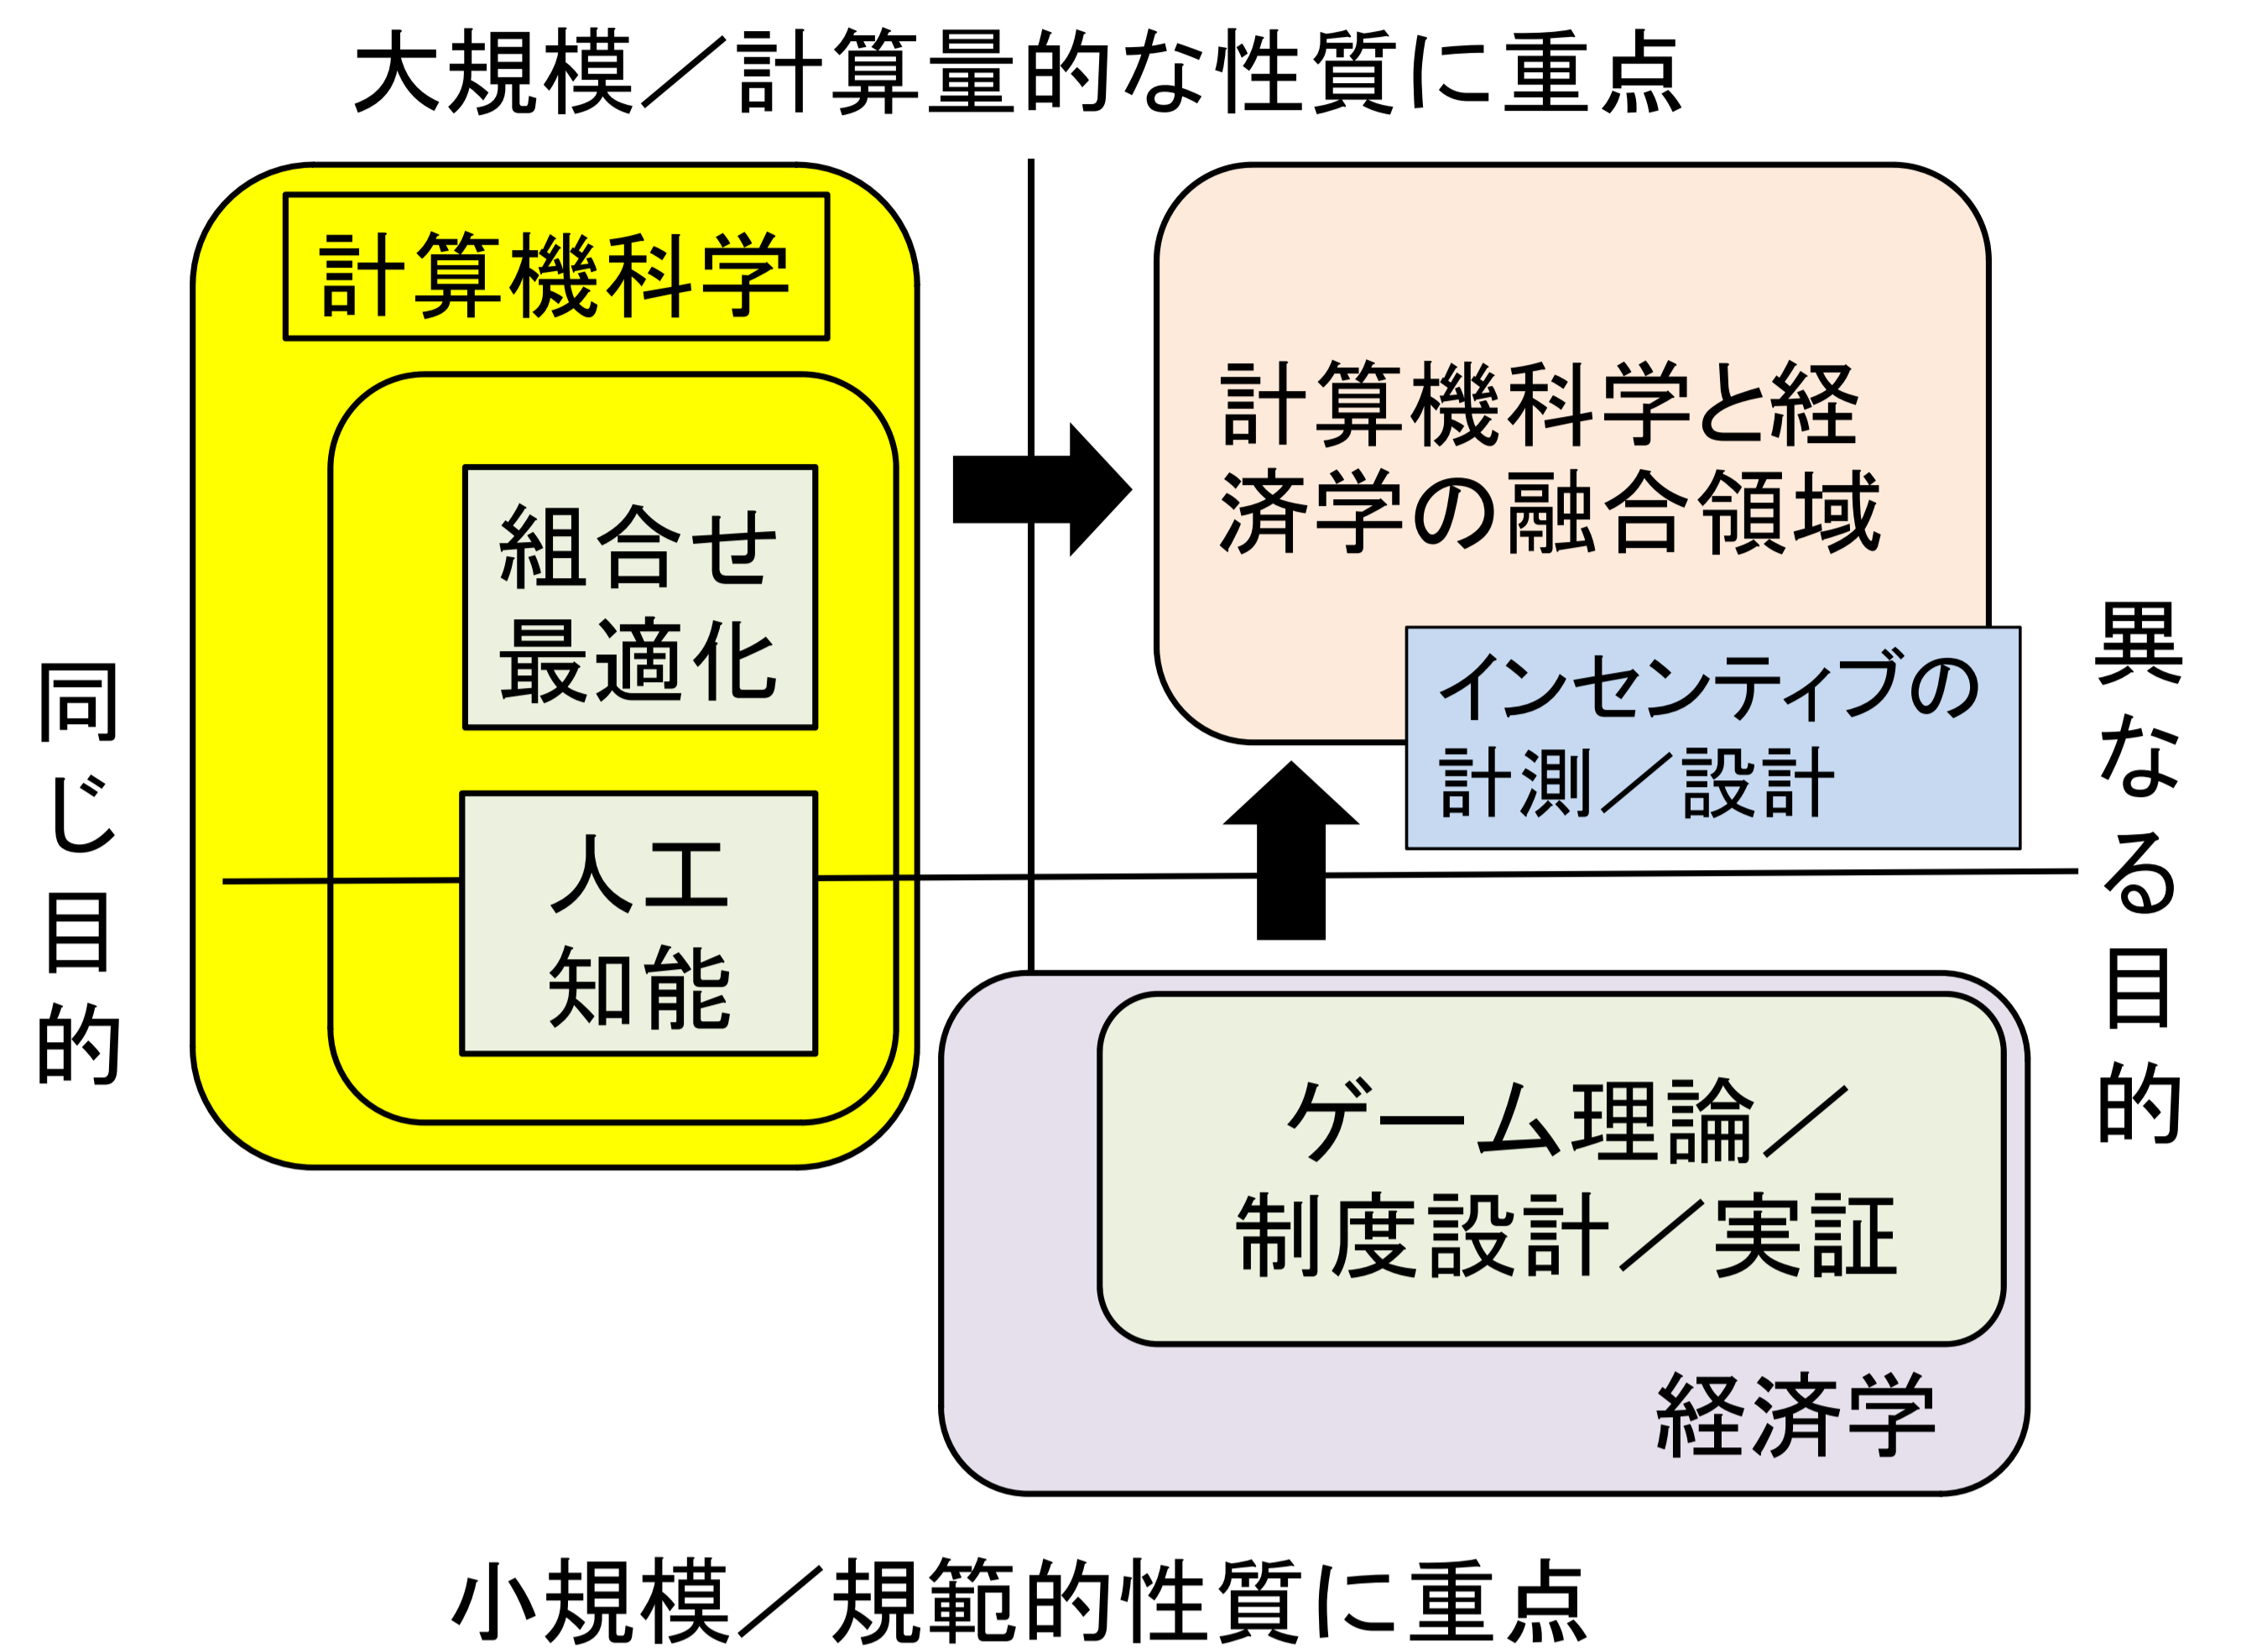 大規模／計算量的な性質に重点
計算機科学
組合せ
最適化
人工
知能
同じ目的
計算機科学と経
済学の融合領域
インセンティブの
計測／設計
異なる目的
ゲーム理論／
制度設計／実証
経済学
小規模／規範的性質に重点